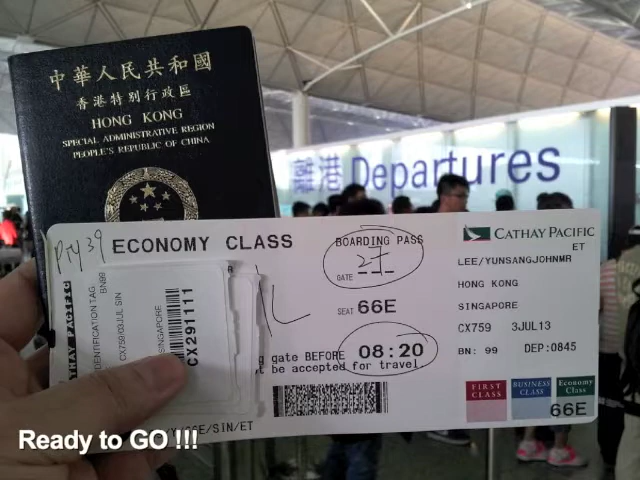 中華人民共和國
香港特別行政區
HONG KONG
SPECIAL ADMINISTRATIVE REGION
PEOPLE'S REPUBLIC OF CHINA
離港 Departures
Pty 39
ECONOMY CLASS
BOARDING PASS
GATE 27
SEAT 66E
gate BEFORE 08:20
be accepted for travel
CATHAY PACIFIC
ET
LEE/YUNSANGJOHNMR
HONG KONG
SINGAPORE
CX759 3JUL13
BN: 99 DEP:0845
FIRST CLASS
BUSINESS CLASS
Economy Class
66E
IDENTIFICATION TAG
BN99
CX759/03JUL SIN
SINGAPORE
CX291111
/SIN/ET
Ready to GO !!!